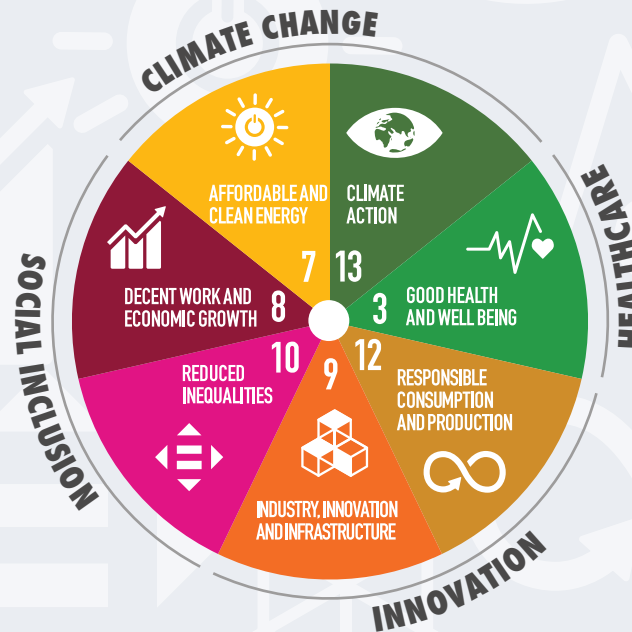 CLIMATE CHANGE
AFFORDABLE AND
CLEAN ENERGY
7
CLIMATE
ACTION
13
HEALTHCARE
GOOD HEALTH
AND WELL BEING
3
RESPONSIBLE
CONSUMPTION
AND PRODUCTION
12
INNOVATION
INDUSTRY, INNOVATION
AND INFRASTRUCTURE
9
REDUCED
INEQUALITIES
10
SOCIAL INCLUSION
DECENT WORK AND
ECONOMIC GROWTH
8